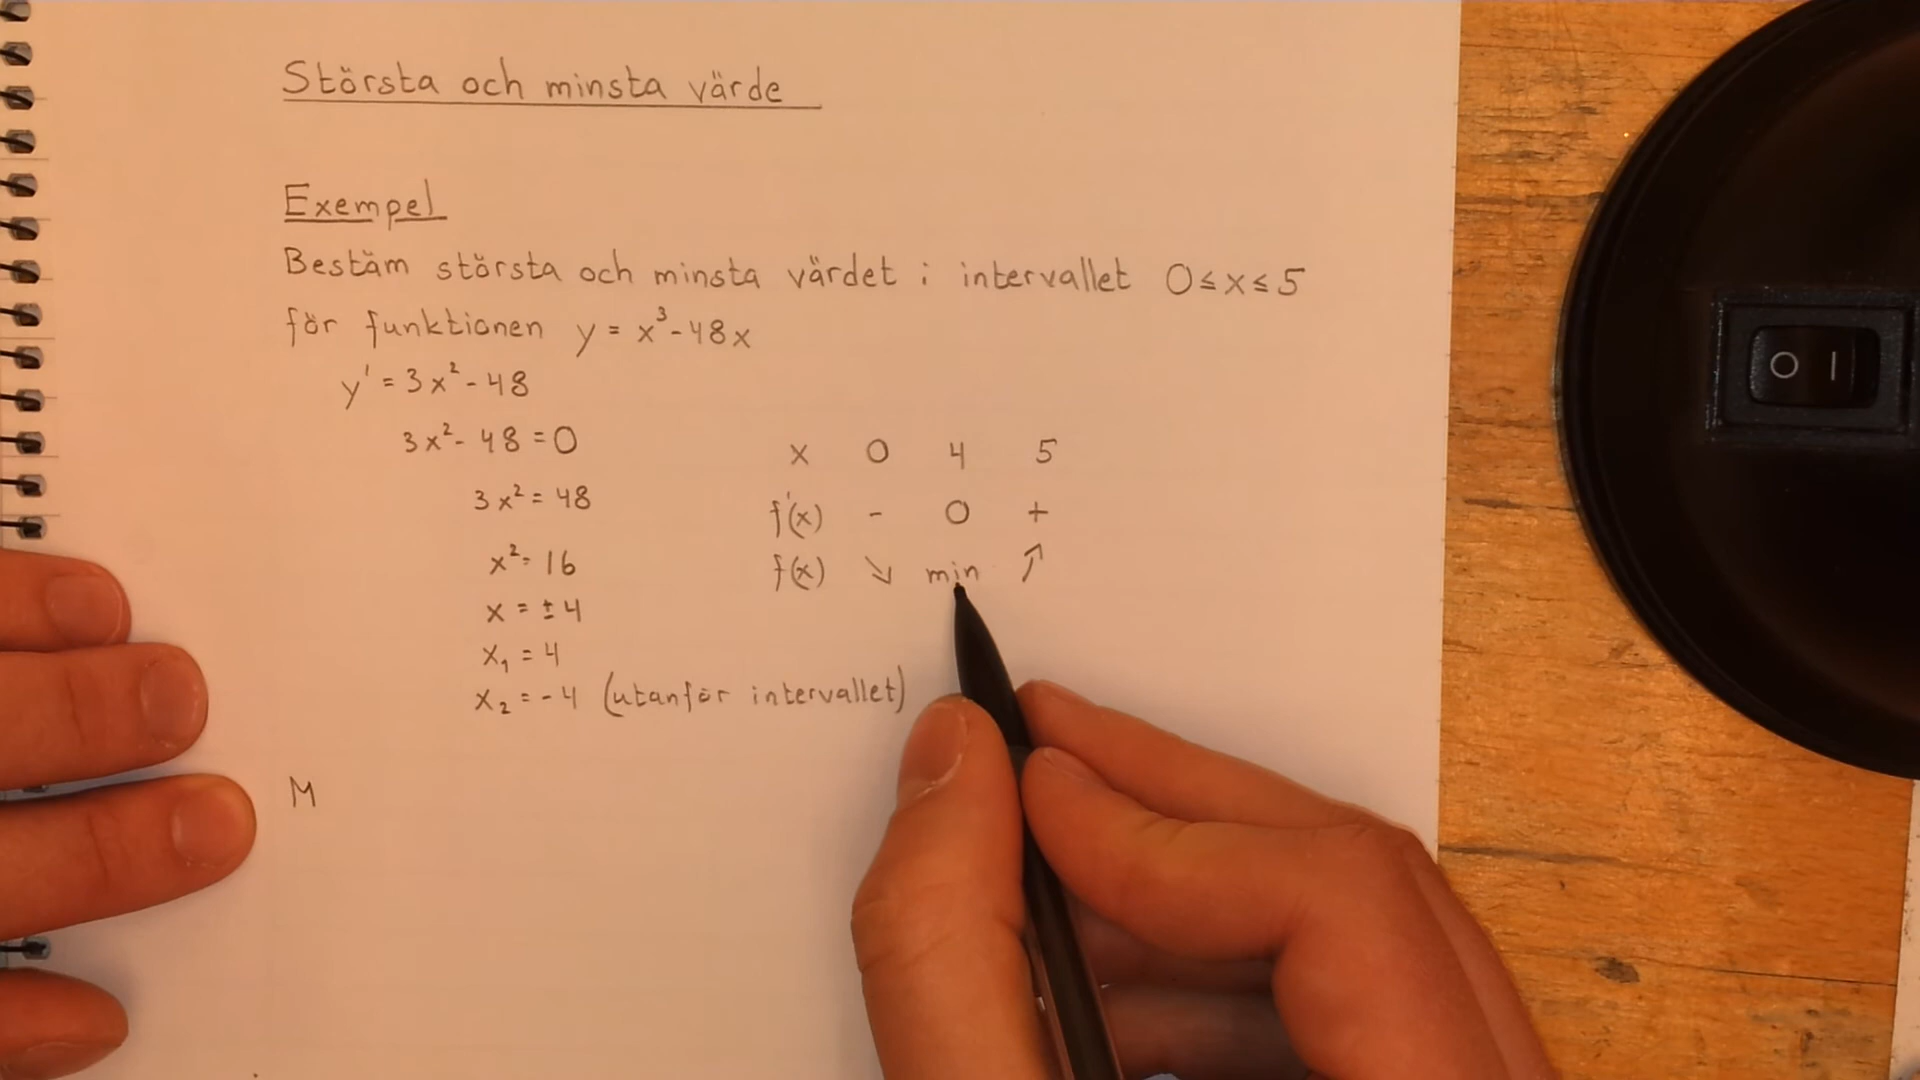 Största och minsta värde
Exempel
Bestäm största och minsta värdet i intervallet 0≤x≤5
för funktionen y = x³-48x
y' = 3x²-48
3x²-48=0
3x²=48
x²=16
x = ±4
x₁ = 4
x₂ = -4 (utanför intervallet)
x 0 4 5
f'(x) - 0 +
f(x) ↘ min ↗
M
O |